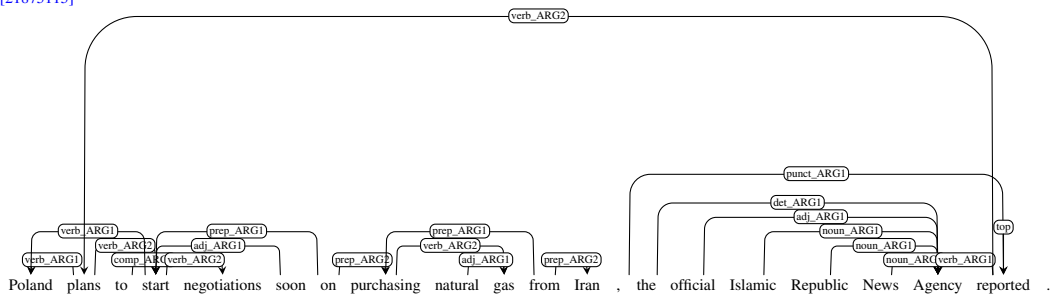 verb_ARG2
punct_ARG1
det_ARG1
adj_ARG1
top
verb_ARG1 prep_ARG1 prep_ARG1 noun_ARG1
verb_ARG2 adj_ARG1 verb_ARG2 noun_ARG1
verb_ARG1 verb_ARG2 prep_ARG2 adj_ARG1 prep_ARG2 verb_ARG1
Poland plans to start negotiations soon on purchasing natural gas from Iran , the official Islamic Republic News Agency reported .